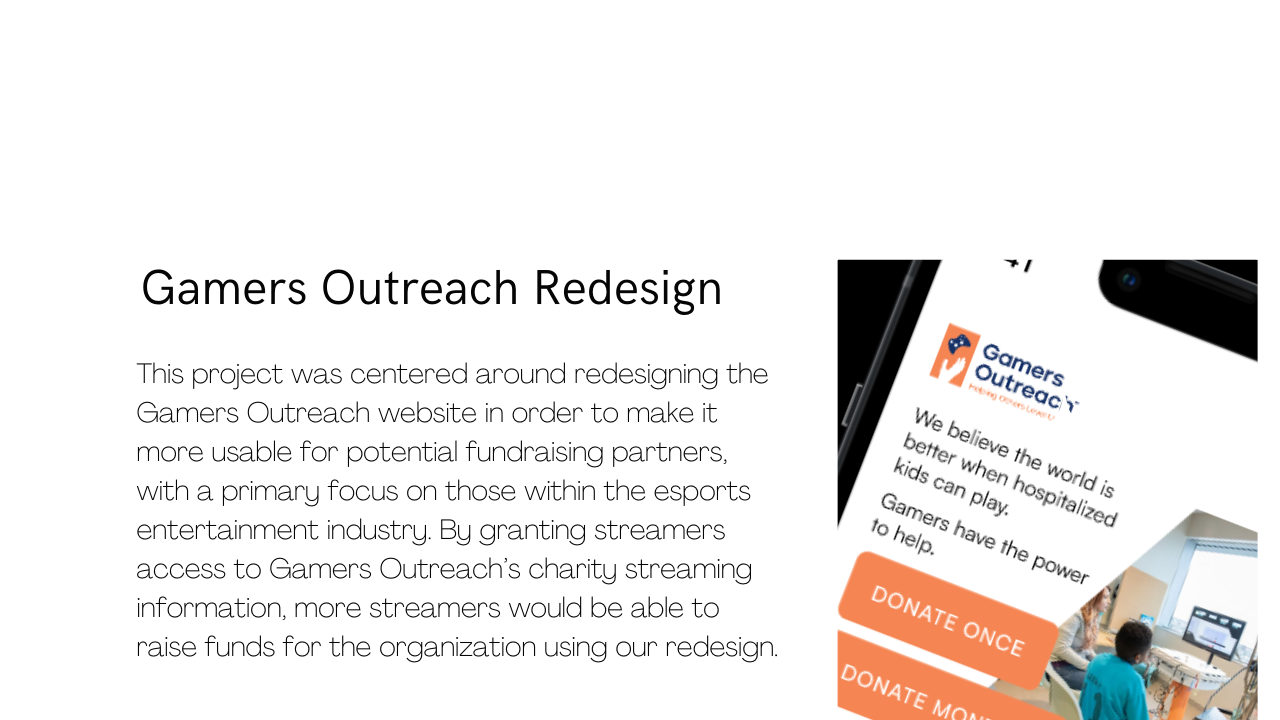 Gamers Outreach Redesign
This project was centered around redesigning the
Gamers Outreach website in order to make it
more usable for potential fundraising partners,
with a primary focus on those within the esports
entertainment industry. By granting streamers
access to Gamers Outreach’s charity streaming
information, more streamers would be able to
raise funds for the organization using our redesign.
41
Gamers
Outreach
Helping Others Level
We believe the world is
better when hospitalized
kids can play.
Gamers have the power
to help.
DONATE ONCE
DONATE